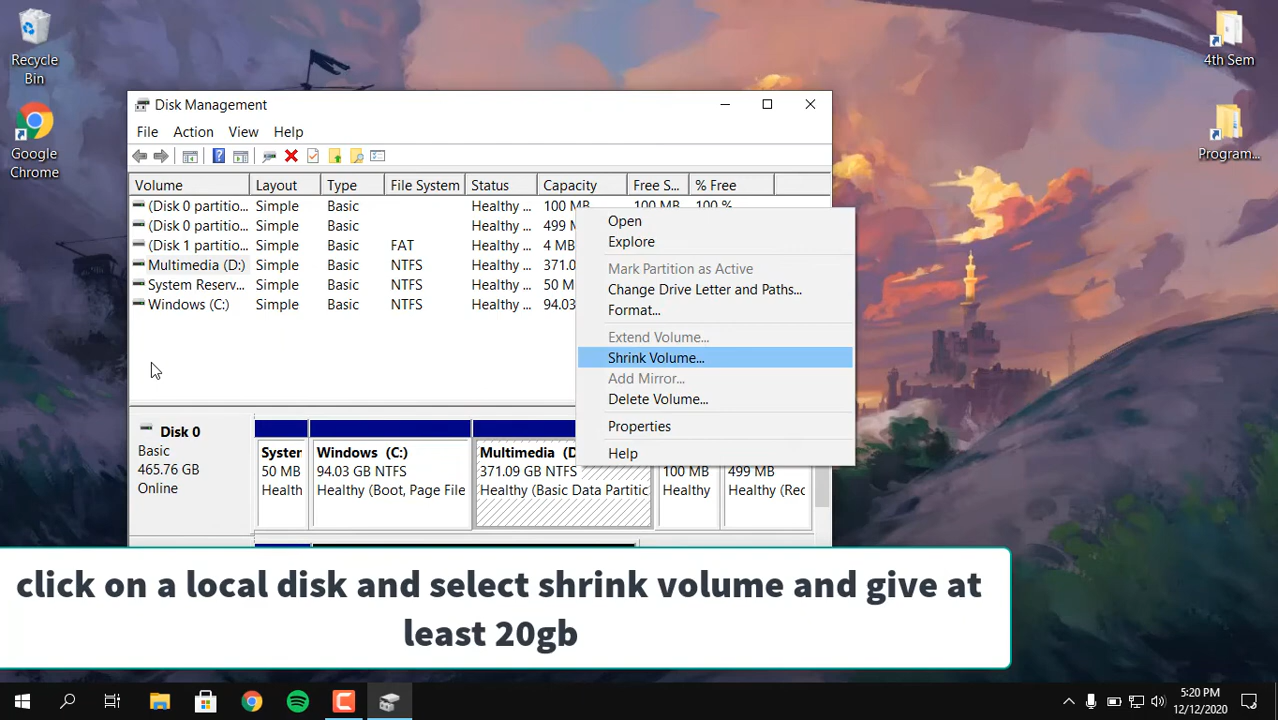 Recycle
Bin
Google
Chrome
4th Sem
Program...
Disk Management
File Action View Help
Volume Layout Type File System Status Capacity Free S... % Free
(Disk 0 partitio... Simple Basic Healthy ... 100 MB 100 MB 100 %
(Disk 0 partitio... Simple Basic Healthy ... 499 M
(Disk 1 partitio... Simple Basic FAT Healthy ... 4 MB
Multimedia (D:) Simple Basic NTFS Healthy ... 371.0
System Reserv... Simple Basic NTFS Healthy ... 50 M
Windows (C:) Simple Basic NTFS Healthy ... 94.03
Open
Explore
Mark Partition as Active
Change Drive Letter and Paths...
Format...
Extend Volume...
Shrink Volume...
Add Mirror...
Delete Volume...
Properties
Help
Disk 0
Basic
465.76 GB
Online
System
50 MB
Health
Windows (C:)
94.03 GB NTFS
Healthy (Boot, Page File
Multimedia (D
371.09 GB NTFS
Healthy (Basic Data Partitic
100 MB
Healthy
499 MB
Healthy (Rec
click on a local disk and select shrink volume and give at
least 20gb
5:20 PM
12/12/2020